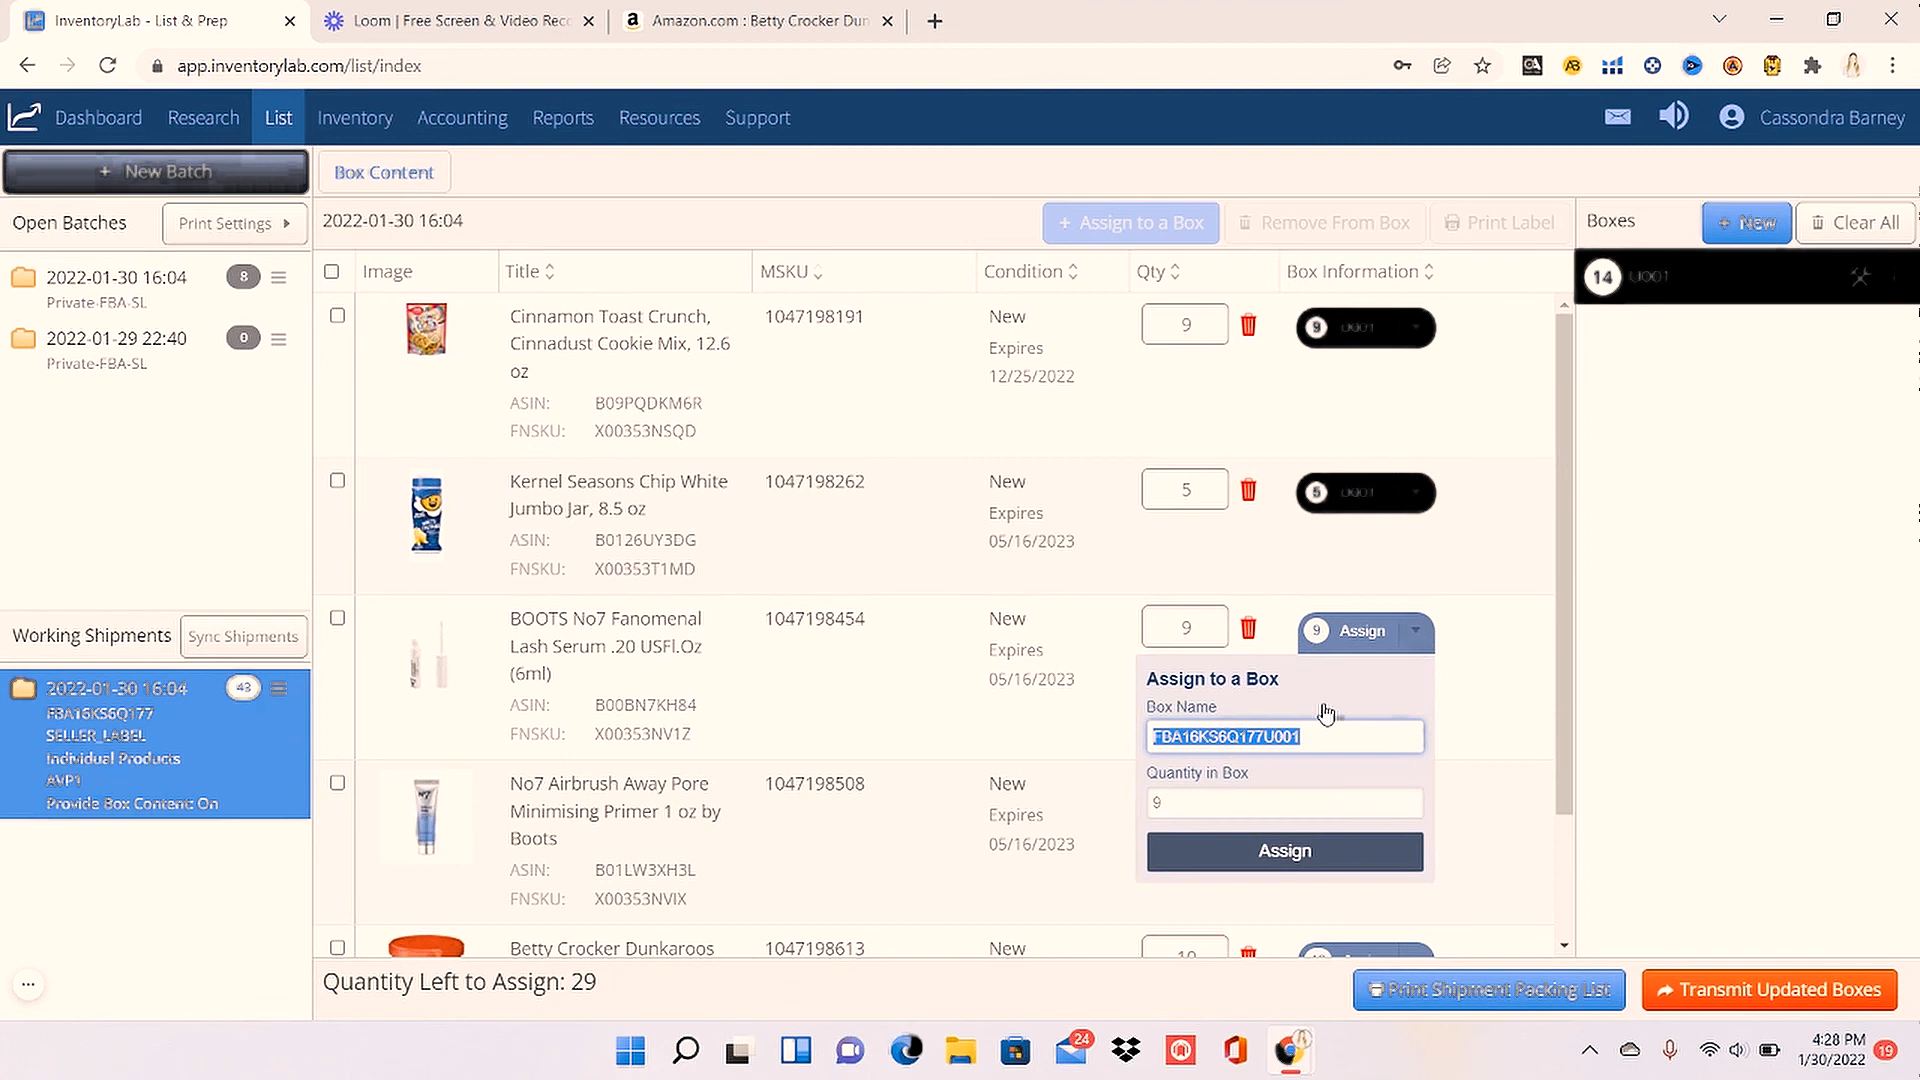 InventoryLab - List & Prep
Loom | Free Screen & Video Rec
Amazon.com : Betty Crocker Dun
app.inventorylab.com/list/index
Dashboard Research List Inventory Accounting Reports Resources Support
Cassondra Barney
+ New Batch
Box Content
Open Batches
Print Settings
2022-01-30 16:04
+ Assign to a Box
Remove From Box
Print Label
Boxes
+ New
Clear All
2022-01-30 16:04 8
Private-FBA-SL
2022-01-29 22:40 0
Private-FBA-SL
Image Title MSKU Condition Qty Box Information
14 U001
Cinnamon Toast Crunch,
Cinnadust Cookie Mix, 12.6
oz
ASIN: B09PQDKM6R
FNSKU: X00353NSQD
1047198191
New
Expires
12/25/2022
9
9 U001
Kernel Seasons Chip White
Jumbo Jar, 8.5 oz
ASIN: B0126UY3DG
FNSKU: X00353T1MD
1047198262
New
Expires
05/16/2023
5
5 U001
BOOTS No7 Fanomenal
Lash Serum .20 USFl.Oz
(6ml)
ASIN: B00BN7KH84
FNSKU: X00353NV1Z
1047198454
New
Expires
05/16/2023
9
9 Assign
Assign to a Box
Box Name
FBA16KS6Q177U001
Quantity in Box
9
Assign
No7 Airbrush Away Pore
Minimising Primer 1 oz by
Boots
ASIN: B01LW3XH3L
FNSKU: X00353NVIX
1047198508
New
Expires
05/16/2023
Betty Crocker Dunkaroos
1047198613
New
10
Working Shipments
Sync Shipments
2022-01-30 16:04 43
FBA16KS6Q177
SELLER_LABEL
Individual Products
AVP1
Provide Box Content: On
Quantity Left to Assign: 29
Print Shipment Packing List
Transmit Updated Boxes
24
4:28 PM
1/30/2022
19